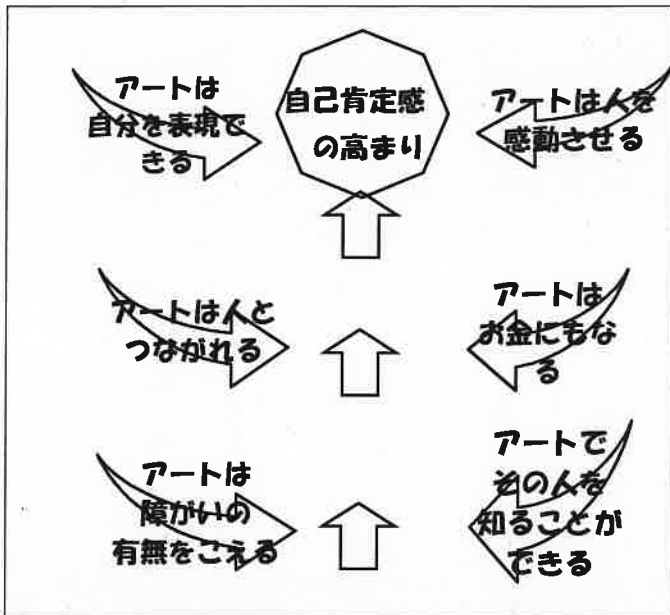 アートは
自分を表現で
きる
自己肯定感
の高まり
アートは人を
感動させる
アートは人と
つながれる
アートは
お金にもな
る
アートは
障がいの
有無をこえる
アートで
その人を
知ることが
できる